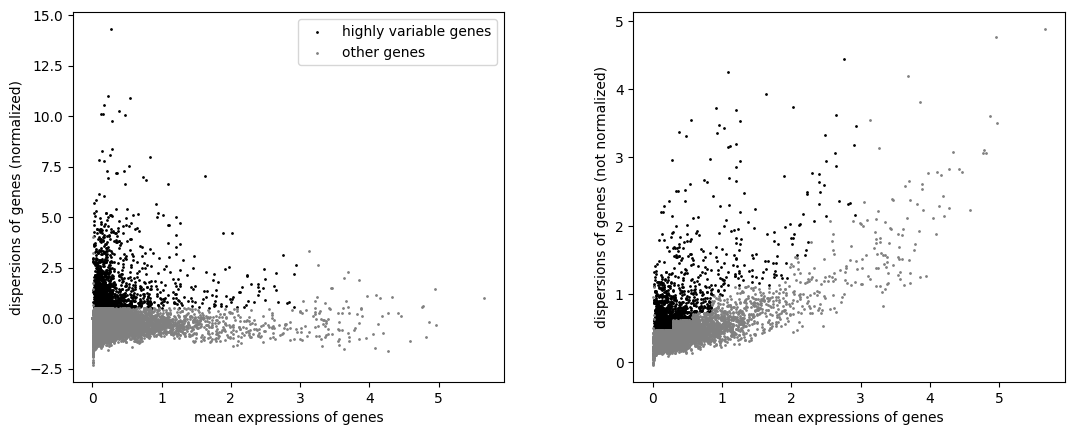 highly variable genes
other genes
dispersions of genes (normalized)
15.0
12.5
10.0
7.5
5.0
2.5
0.0
−2.5
0 1 2 3 4 5
mean expressions of genes
dispersions of genes (not normalized)
5
4
3
2
1
0
0 1 2 3 4 5
mean expressions of genes